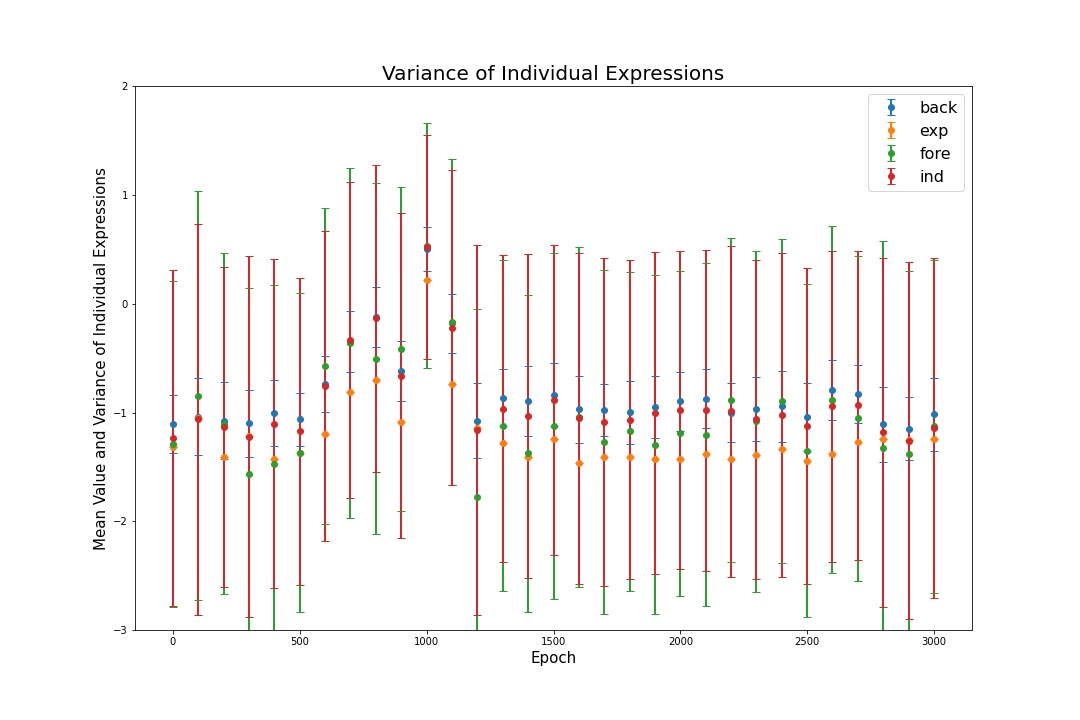 Variance of Individual Expressions
Mean Value and Variance of Individual Expressions
2
1
0
−1
−2
−3
back
exp
fore
ind
0
500
1000
1500
2000
2500
3000
Epoch